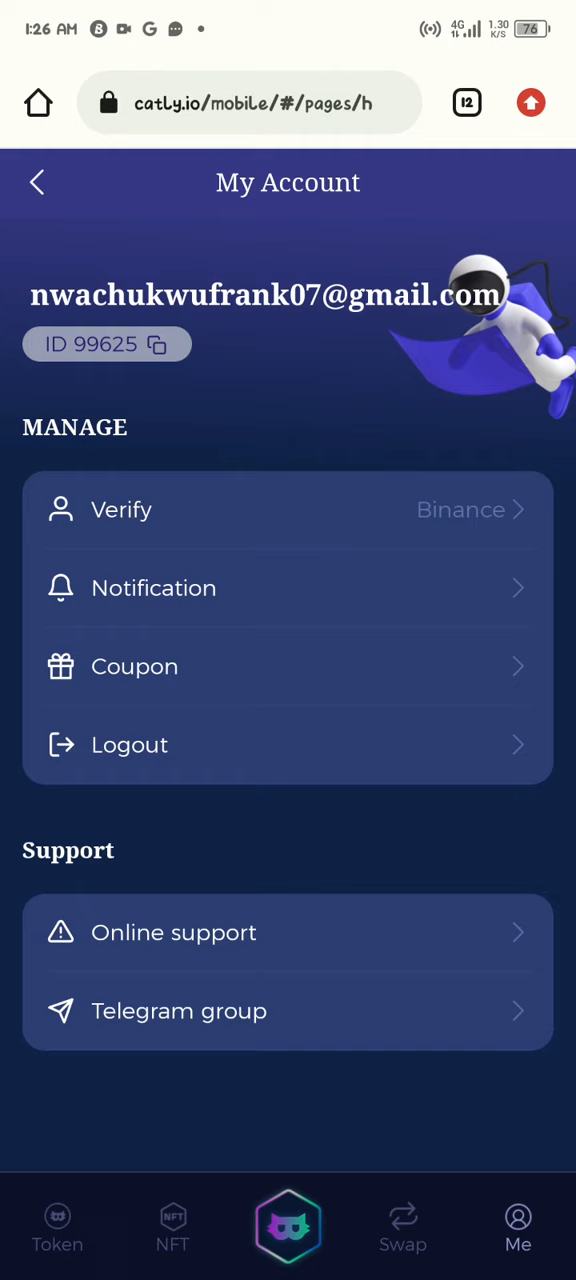 1:26 AM
4G 1.30 K/S 76
catly.io/mobile/#/pages/h
12
My Account
nwachukwufrank07@gmail.com
ID 99625
MANAGE
Verify Binance
Notification
Coupon
Logout
Support
Online support
Telegram group
NFT
Token NFT Swap Me